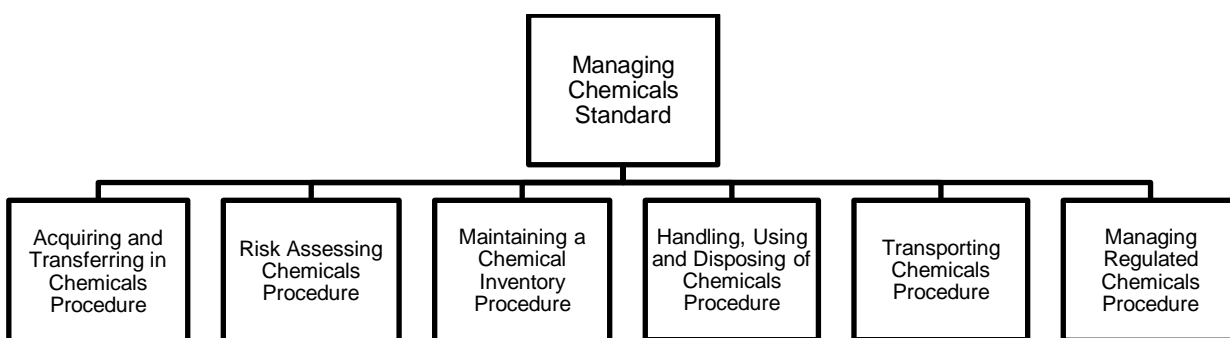 Managing
Chemicals
Standard
Acquiring and
Transferring in
Chemicals
Procedure
Risk Assessing
Chemicals
Procedure
Maintaining a
Chemical
Inventory
Procedure
Handling, Using
and Disposing of
Chemicals
Procedure
Transporting
Chemicals
Procedure
Managing
Regulated
Chemicals
Procedure